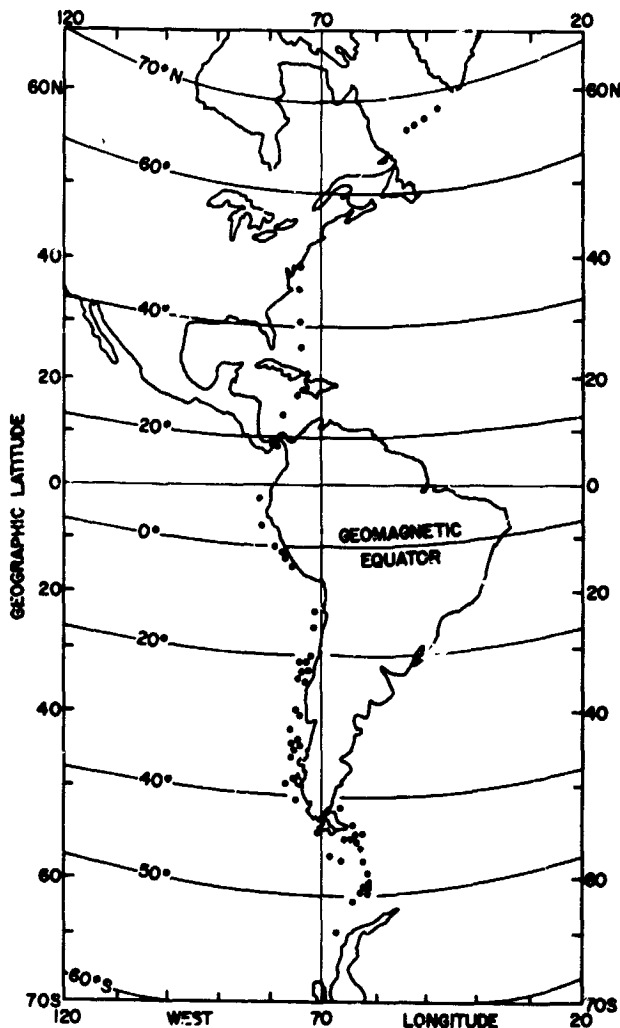 120 70 20
70°N
60N 60N
60°
40 40
40°
20 20
20°
GEOGRAPHIC LATITUDE
0 0
0°
GEOMAGNETIC
EQUATOR
20 20
20°
40 40
40°
50°
60 60
60°S
70S 70S
120 WEST 70 LONGITUDE 20